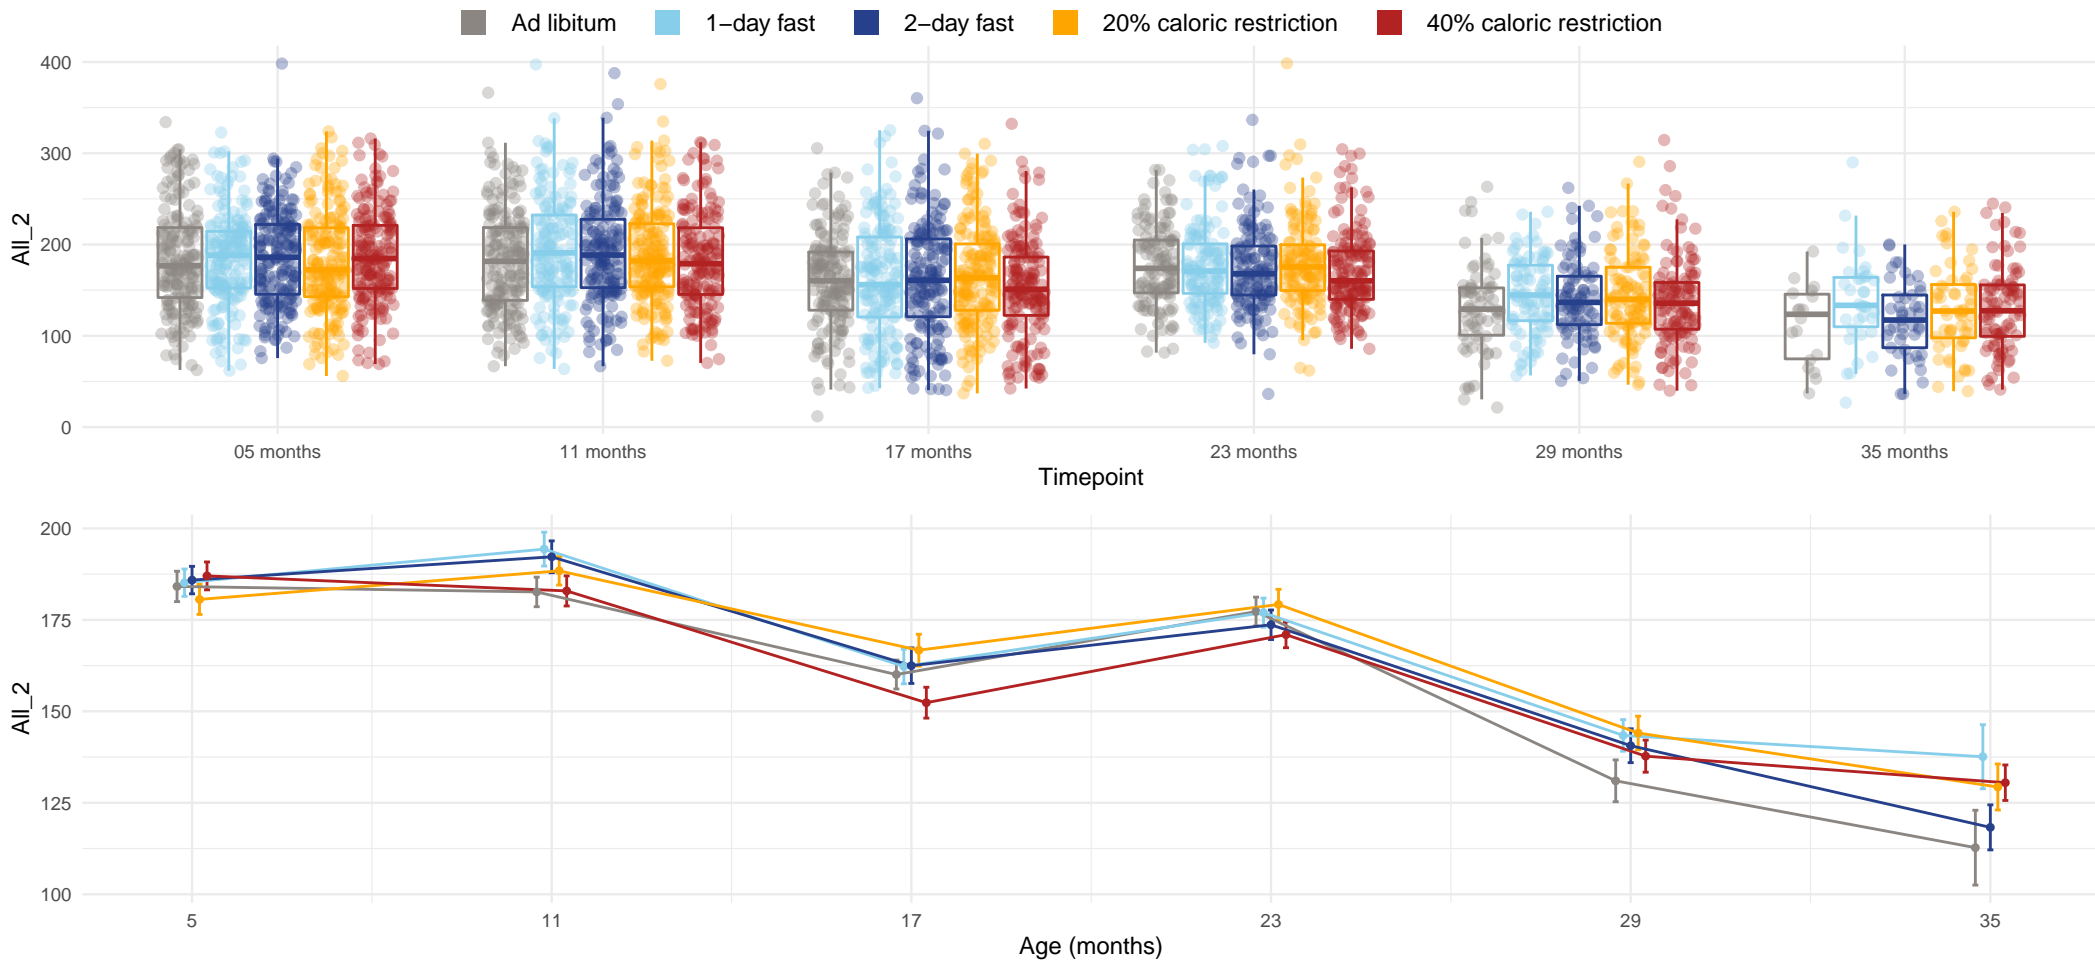 Ad libitum 1−day fast 2−day fast 20% caloric restriction 40% caloric restriction
400
300
200
100
0
All_2
05 months 11 months 17 months 23 months 29 months 35 months
Timepoint
200
175
150
125
100
All_2
5 11 17 23 29 35
Age (months)